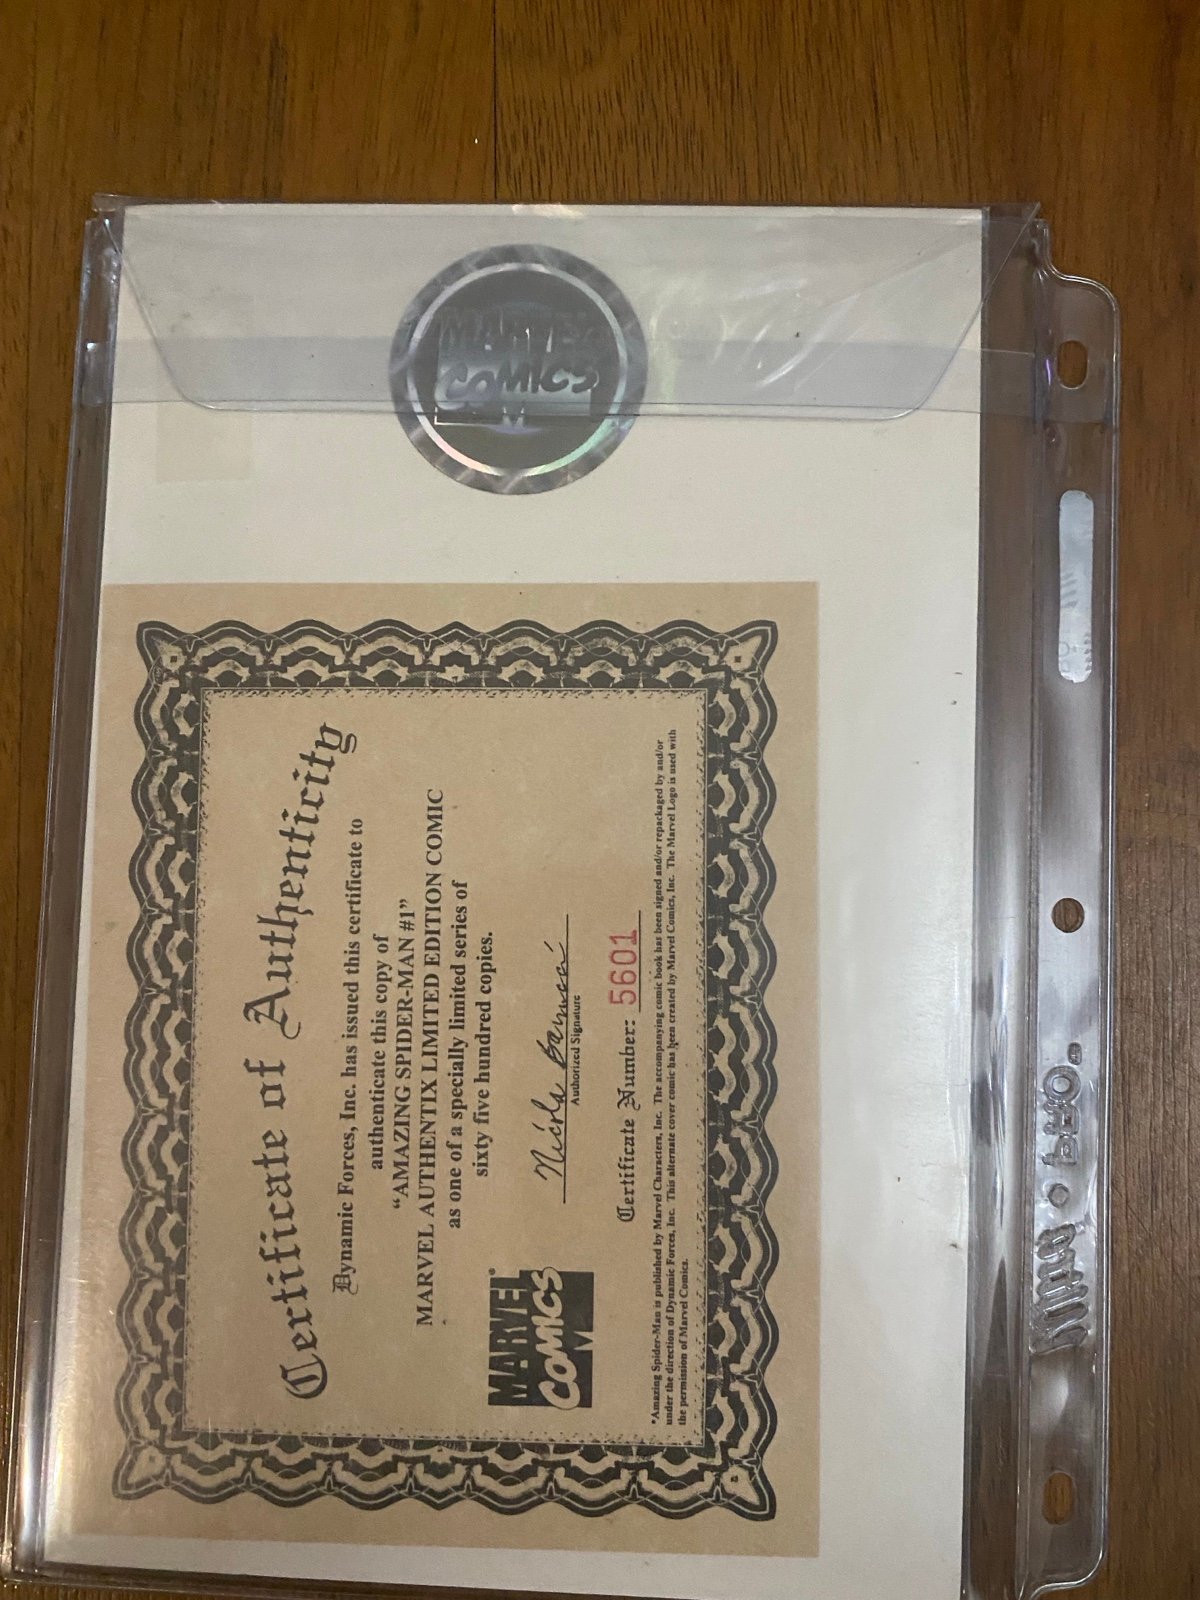 MARVEL
COMICS
M
Certificate of Authenticity
Dynamic Forces, Inc. has issued this certificate to
authenticate this copy of
“AMAZING SPIDER-MAN #1”
MARVEL AUTHENTIX LIMITED EDITION COMIC
as one of a specially limited series of
sixty five hundred copies.
MARVEL®
COMICS
M
Authorized Signature
Certificate Number: 5601
*Amazing Spider-Man is published by Marvel Characters, Inc. The accompanying comic book has been signed and/or repackaged by and/or
under the direction of Dynamic Forces, Inc. This alternate cover comic has been created by Marvel Comics, Inc. The Marvel Logo is used with
the permission of Marvel Comics.